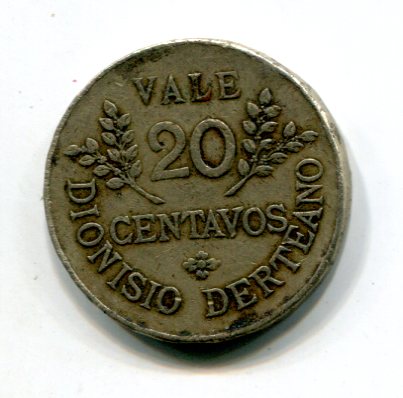 VALE
20
CENTAVOS
DIONISIO DERTEANO